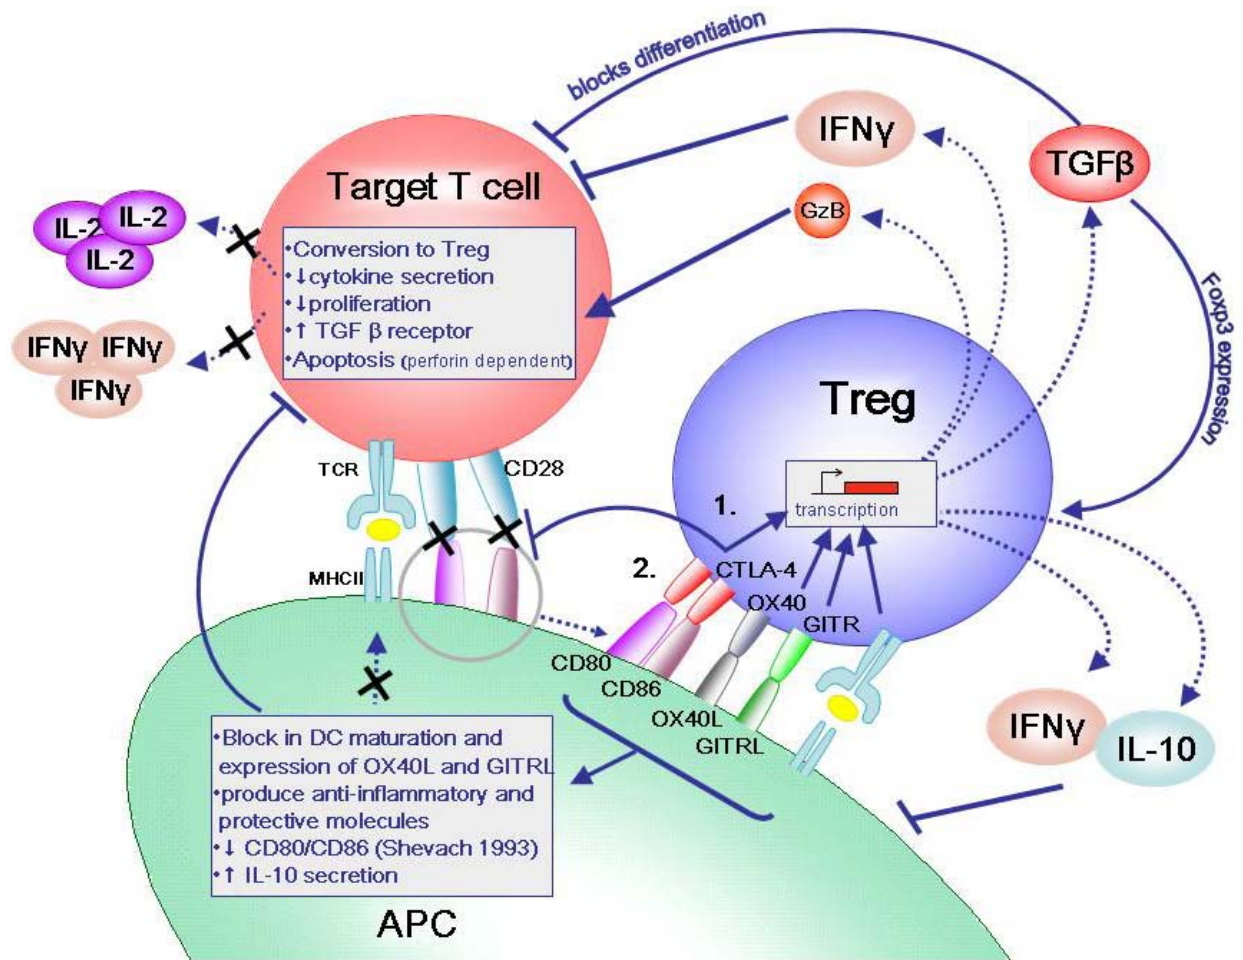 blocks differentiation
IFNγ
TGFβ
Target T cell
GzB
IL-2
IL-2
IL-2
•Conversion to Treg
•↓cytokine secretion
•↓proliferation
•↑ TGF β receptor
•Apoptosis (perforin dependent)
IFNγ
IFNγ
IFNγ
Foxp3 expression
Treg
TCR
CD28
1.
transcription
2.
CTLA-4
MHCII
OX40
GITR
CD80
CD86
OX40L
GITRL
IFNγ
IL-10
•Block in DC maturation and
expression of OX40L and GITRL
•produce anti-inflammatory and
protective molecules
•↓ CD80/CD86 (Shevach 1993)
•↑ IL-10 secretion
APC